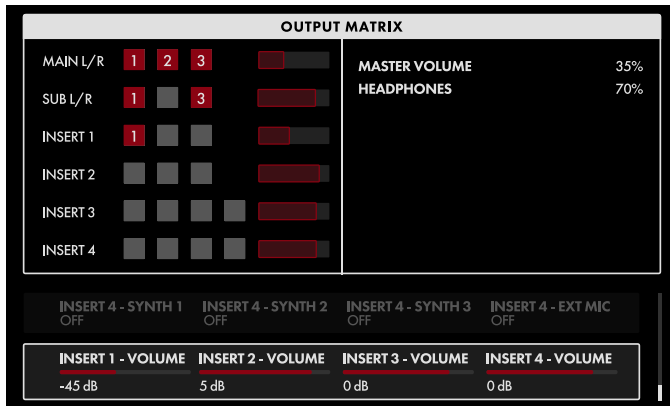 OUTPUT MATRIX
MAIN L/R 1 2 3
MASTER VOLUME 35%
SUB L/R 1 3
HEADPHONES 70%
INSERT 1 1
INSERT 2
INSERT 3
INSERT 4
INSERT 4 - SYNTH 1 INSERT 4 - SYNTH 2 INSERT 4 - SYNTH 3 INSERT 4 - EXT MIC
OFF OFF OFF OFF
INSERT 1 - VOLUME INSERT 2 - VOLUME INSERT 3 - VOLUME INSERT 4 - VOLUME
-45 dB 5 dB 0 dB 0 dB